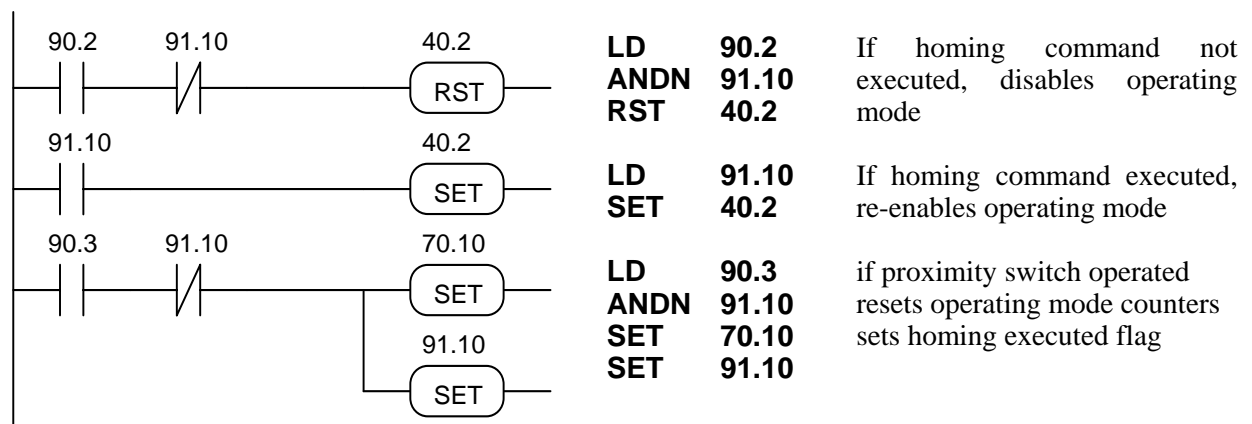 90.2 91.10 40.2
RST
91.10 40.2
SET
90.3 91.10 70.10
SET
91.10
SET
LD 90.2
ANDN 91.10
RST 40.2
LD 91.10
SET 40.2
LD 90.3
ANDN 91.10
SET 70.10
SET 91.10
If homing command not
executed, disables operating
mode
If homing command executed,
re-enables operating mode
if proximity switch operated
resets operating mode counters
sets homing executed flag